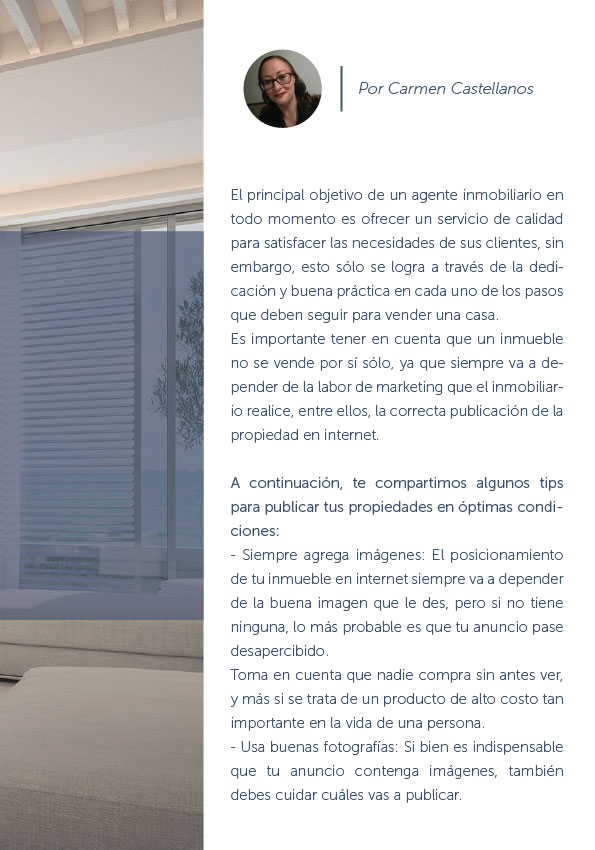 Por Carmen Castellanos
El principal objetivo de un agente inmobiliario en
todo momento es ofrecer un servicio de calidad
para satisfacer las necesidades de sus clientes, sin
embargo, esto sólo se logra a través de la dedi-
cación y buena práctica en cada uno de los pasos
que deben seguir para vender una casa.
Es importante tener en cuenta que un inmueble
no se vende por sí sólo, ya que siempre va a de-
pender de la labor de marketing que el inmobiliar-
io realice, entre ellos, la correcta publicación de la
propiedad en internet.
A continuación, te compartimos algunos tips
para publicar tus propiedades en óptimas condi-
ciones:
- Siempre agrega imágenes: El posicionamiento
de tu inmueble en internet siempre va a depender
de la buena imagen que le des, pero si no tiene
ninguna, lo más probable es que tu anuncio pase
desapercibido.
Toma en cuenta que nadie compra sin antes ver,
y más si se trata de un producto de alto costo tan
importante en la vida de una persona.
- Usa buenas fotografías: Si bien es indispensable
que tu anuncio contenga imágenes, también
debes cuidar cuáles vas a publicar.